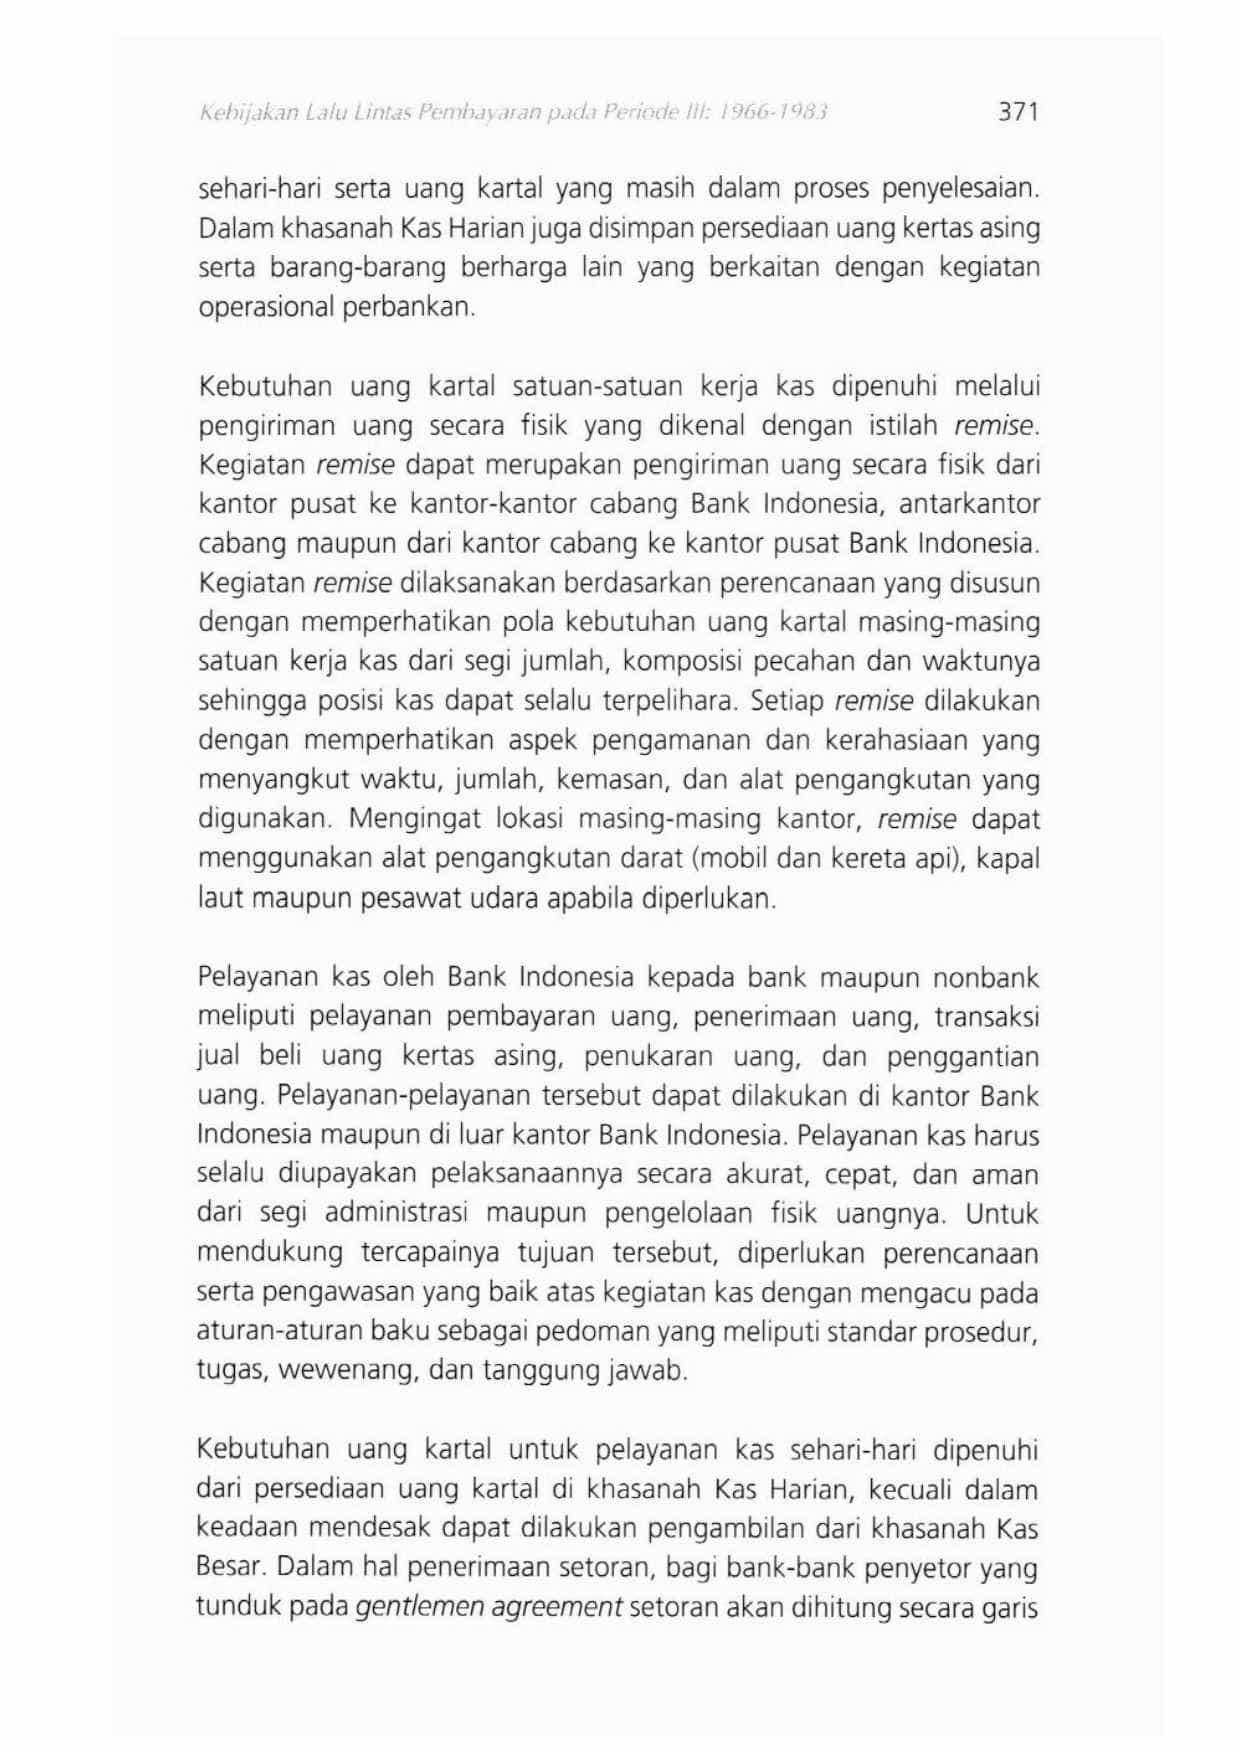 Kebijakan Lalu Lintas Pembayaran pada Periode III: 1966-1983 371
sehari-hari serta uang kartal yang masih dalam proses penyelesaian.
Dalam khasanah Kas Harian juga disimpan persediaan uang kertas asing
serta barang-barang berharga lain yang berkaitan dengan kegiatan
operasional perbankan.
Kebutuhan uang kartal satuan-satuan kerja kas dipenuhi melalui
pengiriman uang secara fisik yang dikenal dengan istilah remise.
Kegiatan remise dapat merupakan pengiriman uang secara fisik dari
kantor pusat ke kantor-kantor cabang Bank Indonesia, antarkantor
cabang maupun dari kantor cabang ke kantor pusat Bank Indonesia.
Kegiatan remise dilaksanakan berdasarkan perencanaan yang disusun
dengan memperhatikan pola kebutuhan uang kartal masing-masing
satuan kerja kas dari segi jumlah, komposisi pecahan dan waktunya
sehingga posisi kas dapat selalu terpelihara. Setiap remise dilakukan
dengan memperhatikan aspek pengamanan dan kerahasiaan yang
menyangkut waktu, jumlah, kemasan, dan alat pengangkutan yang
digunakan. Mengingat lokasi masing-masing kantor, remise dapat
menggunakan alat pengangkutan darat (mobil dan kereta api), kapal
laut maupun pesawat udara apabila diperlukan.
Pelayanan kas oleh Bank Indonesia kepada bank maupun nonbank
meliputi pelayanan pembayaran uang, penerimaan uang, transaksi
jual beli uang kertas asing, penukaran uang, dan penggantian
uang. Pelayanan-pelayanan tersebut dapat dilakukan di kantor Bank
Indonesia maupun di luar kantor Bank Indonesia. Pelayanan kas harus
selalu diupayakan pelaksanaannya secara akurat, cepat, dan aman
dari segi administrasi maupun pengelolaan fisik uangnya. Untuk
mendukung tercapainya tujuan tersebut, diperlukan perencanaan
serta pengawasan yang baik atas kegiatan kas dengan mengacu pada
aturan-aturan baku sebagai pedoman yang meliputi standar prosedur,
tugas, wewenang, dan tanggung jawab.
Kebutuhan uang kartal untuk pelayanan kas sehari-hari dipenuhi
dari persediaan uang kartal di khasanah Kas Harian, kecuali dalam
keadaan mendesak dapat dilakukan pengambilan dari khasanah Kas
Besar. Dalam hal penerimaan setoran, bagi bank-bank penyetor yang
tunduk pada gentlemen agreement setoran akan dihitung secara garis